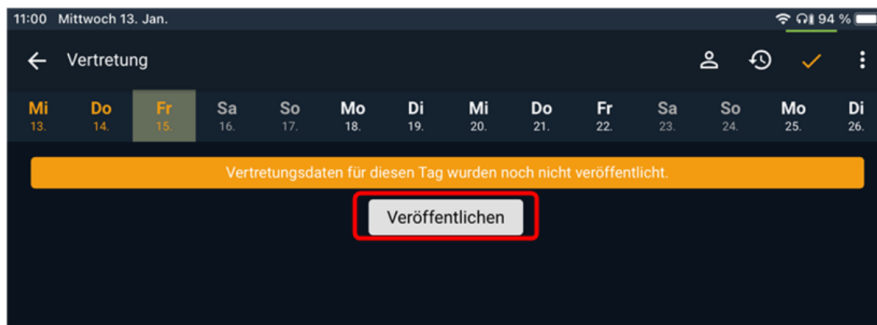 11:00 Mittwoch 13. Jan. 94 %
Vertretung
Mi Do Fr Sa So Mo Di Mi Do Fr Sa So Mo Di
13. 14. 15. 16. 17. 18. 19. 20. 21. 22. 23. 24. 25. 26.
Vertretungsdaten für diesen Tag wurden noch nicht veröffentlicht.
Veröffentlichen